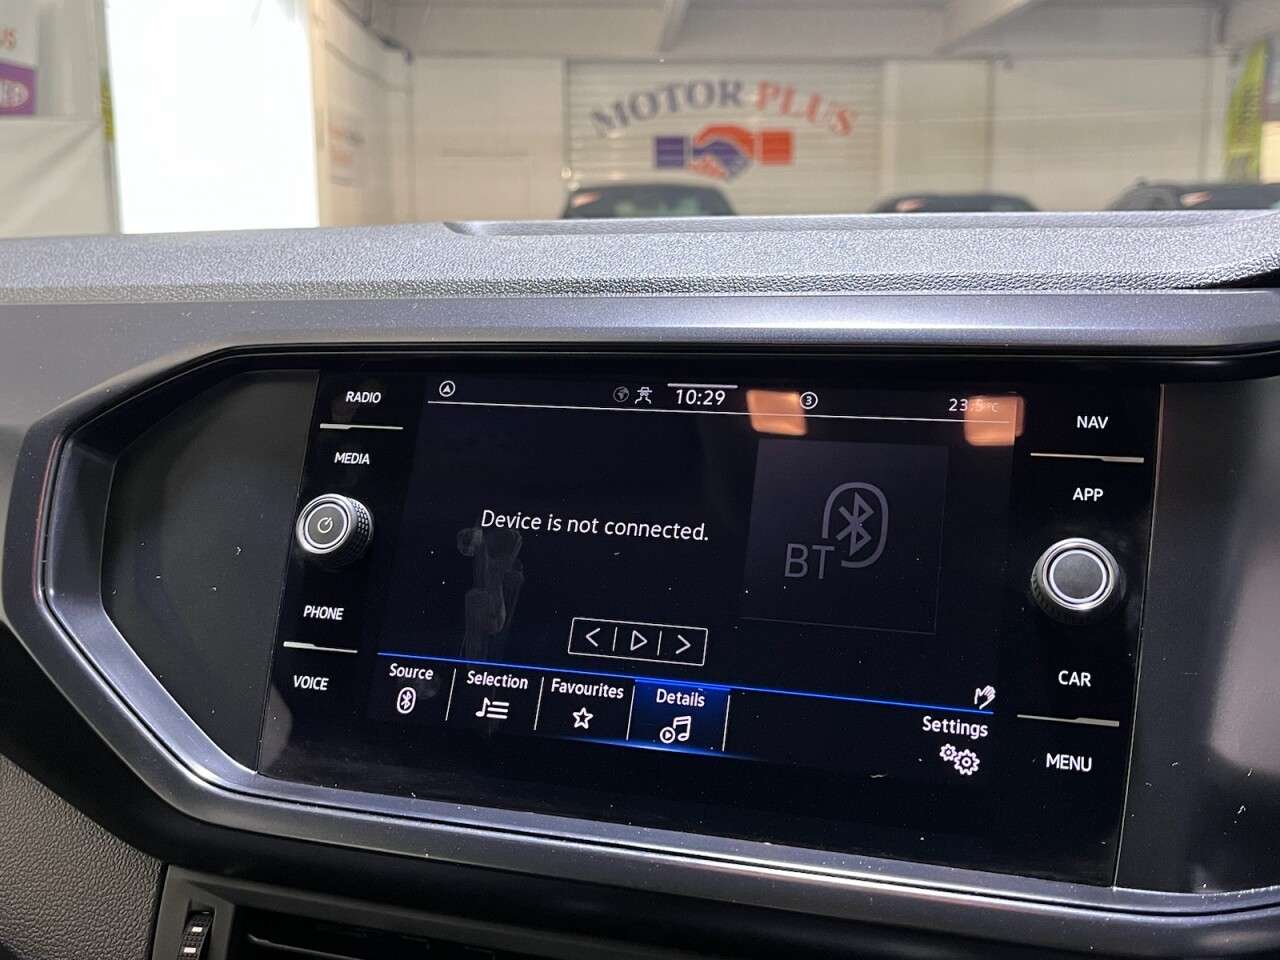 MOTOR PLUS
RADIO
MEDIA
PHONE
VOICE
10:29
3
23.5°C
Device is not connected.
BT
Source
Selection
Favourites
Details
Settings
NAV
APP
CAR
MENU